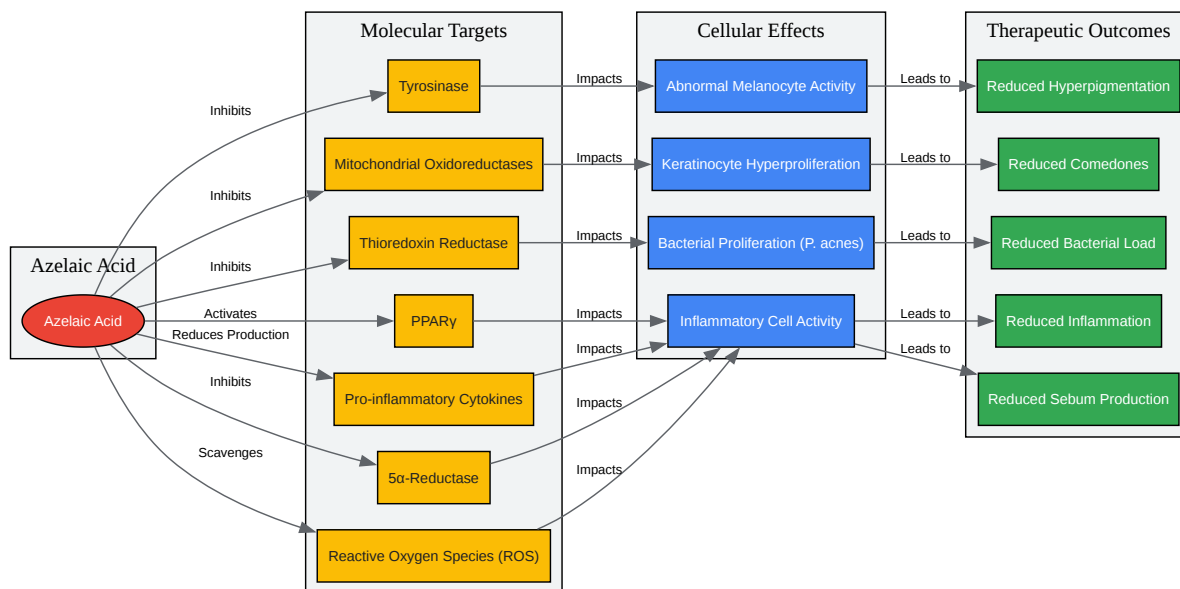 Azelaic Acid
Azelaic Acid
Inhibits
Inhibits
Inhibits
Activates
Reduces Production
Inhibits
Scavenges
Molecular Targets
Tyrosinase
Mitochondrial Oxidoreductases
Thioredoxin Reductase
PPARγ
Pro-inflammatory Cytokines
5α-Reductase
Reactive Oxygen Species (ROS)
Impacts
Impacts
Impacts
Impacts
Impacts
Impacts
Impacts
Cellular Effects
Abnormal Melanocyte Activity
Keratinocyte Hyperproliferation
Bacterial Proliferation (P. acnes)
Inflammatory Cell Activity
Leads to
Leads to
Leads to
Leads to
Leads to
Therapeutic Outcomes
Reduced Hyperpigmentation
Reduced Comedones
Reduced Bacterial Load
Reduced Inflammation
Reduced Sebum Production